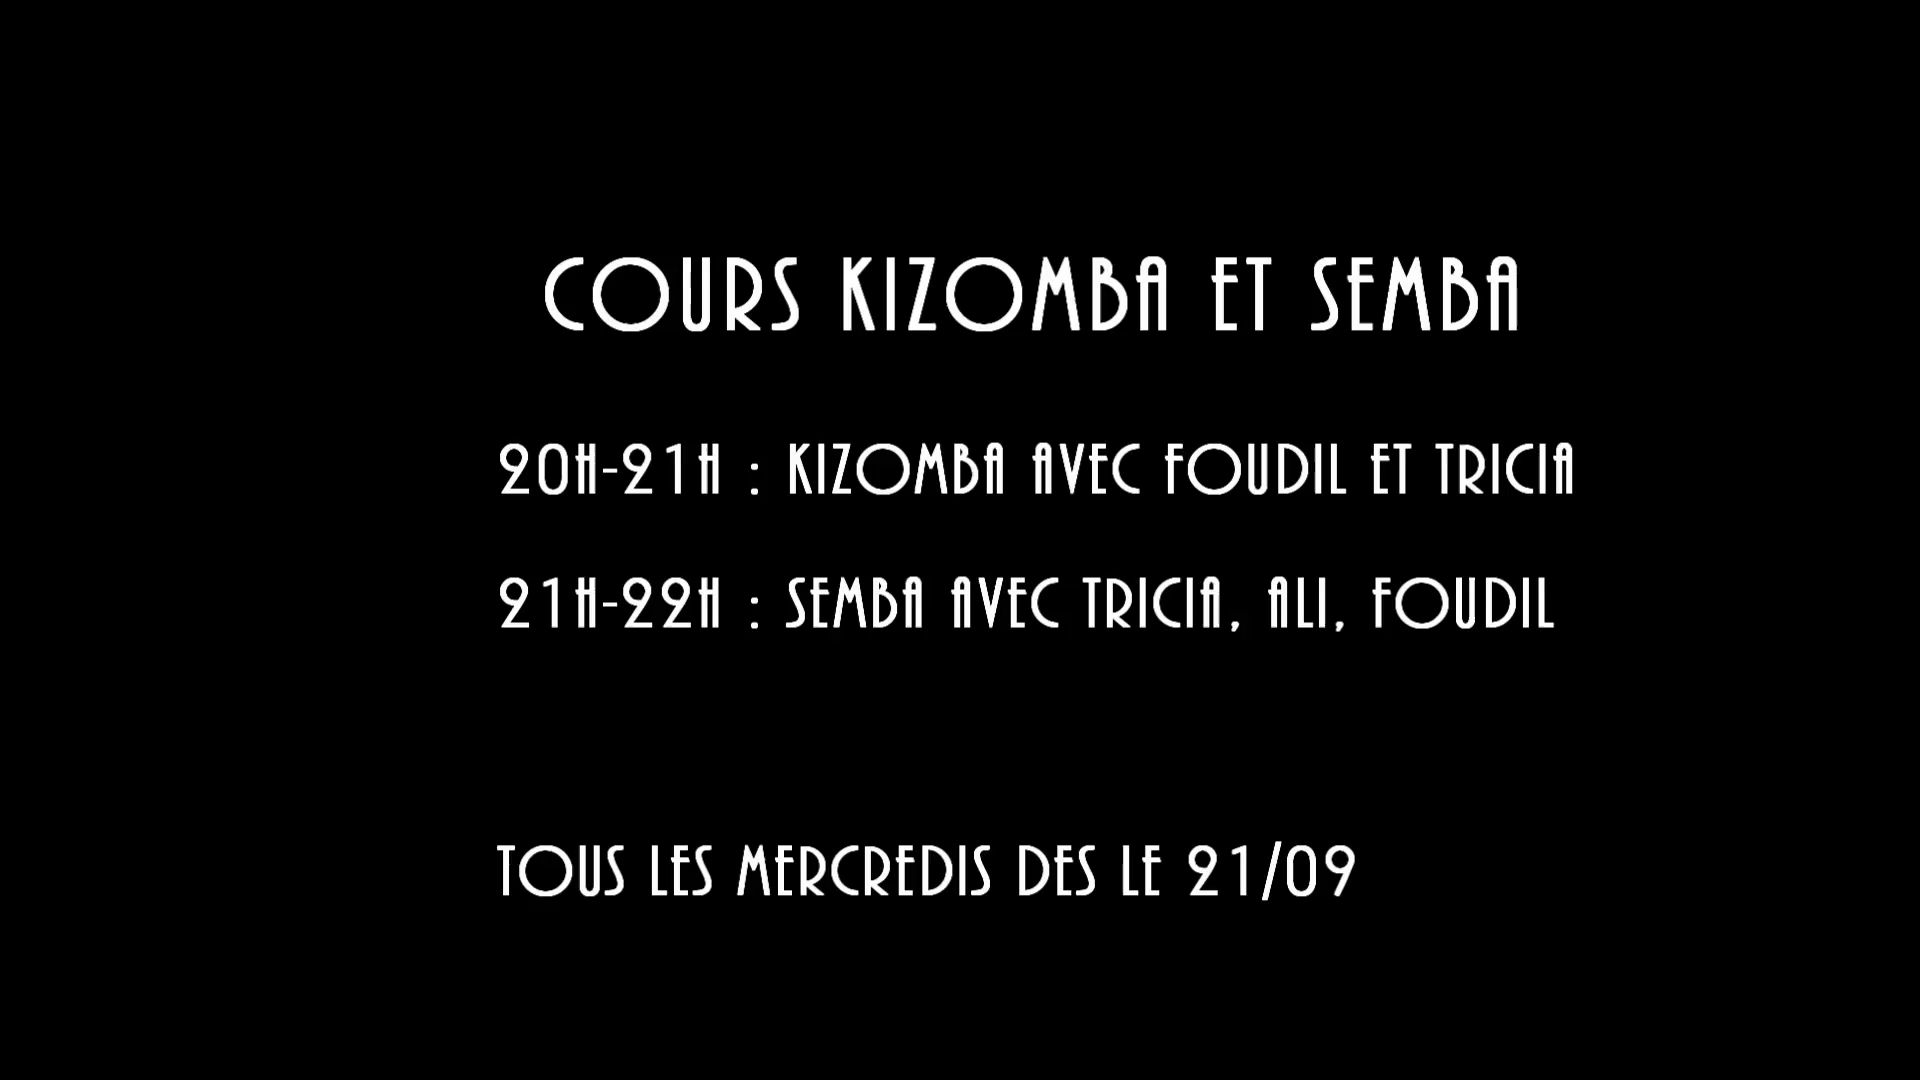 COURS KIZOMBA ET SEMBA
20H-21H : KIZOMBA AVEC FOUDIL ET TRICIA
21H-22H : SEMBA AVEC TRICIA, ALI, FOUDIL
TOUS LES MERCREDIS DES LE 21/09